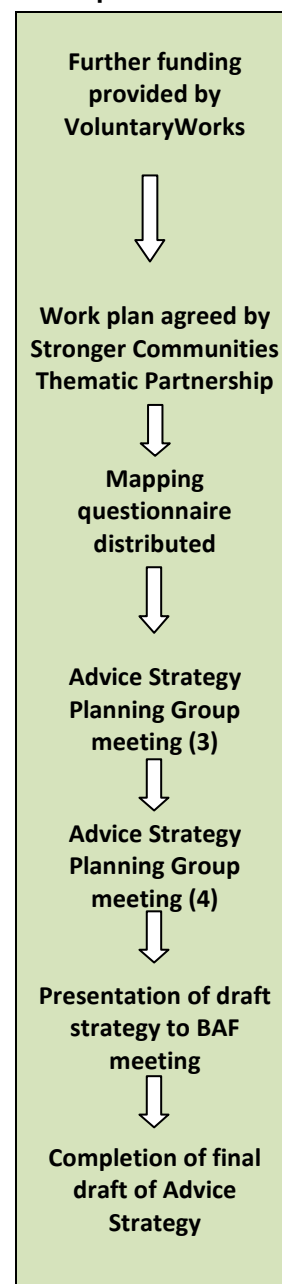 Further funding
provided by
VoluntaryWorks
Work plan agreed by
Stronger Communities
Thematic Partnership
Mapping
questionnaire
distributed
Advice Strategy
Planning Group
meeting (3)
Advice Strategy
Planning Group
meeting (4)
Presentation of draft
strategy to BAF
meeting
Completion of final
draft of Advice
Strategy